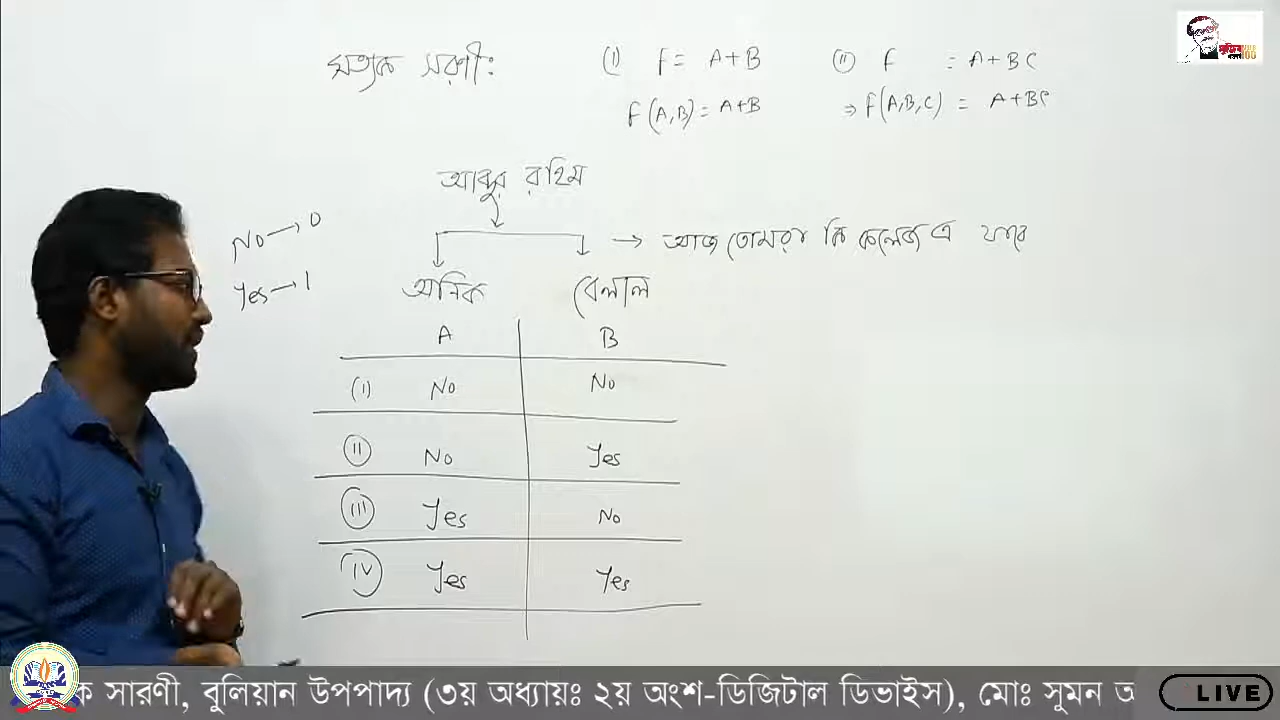 সত্যক সরণী: (i) F = A+B (ii) F = A+BC
F(A,B) = A+B ⇒ F(A,B,C) = A+BC
আব্দুর রহিম
No → 0
→ আজ তোমরা কি কলেজ এ যাবে
Yes → 1
অনিক বেলাল
A B
(i) No No
(ii) No Yes
(iii) Yes No
(iv) Yes Yes
ক সারণী, বুলিয়ান উপপাদ্য (৩য় অধ্যায়ঃ ২য় অংশ-ডিজিটাল ডিভাইস), মোঃ সুমন অ
LIVE